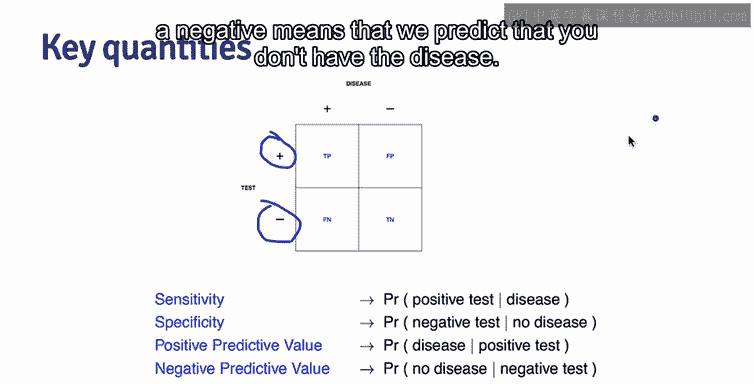 a negative means that we predict that you
don't have the disease.
Key quantities
DISEASE
+ −
+ TP FP
TEST
− FN TN
Sensitivity → Pr ( positive test | disease )
Specificity → Pr ( negative test | no disease )
Positive Predictive Value → Pr ( disease | positive test )
Negative Predictive Value → Pr ( no disease | negative test )